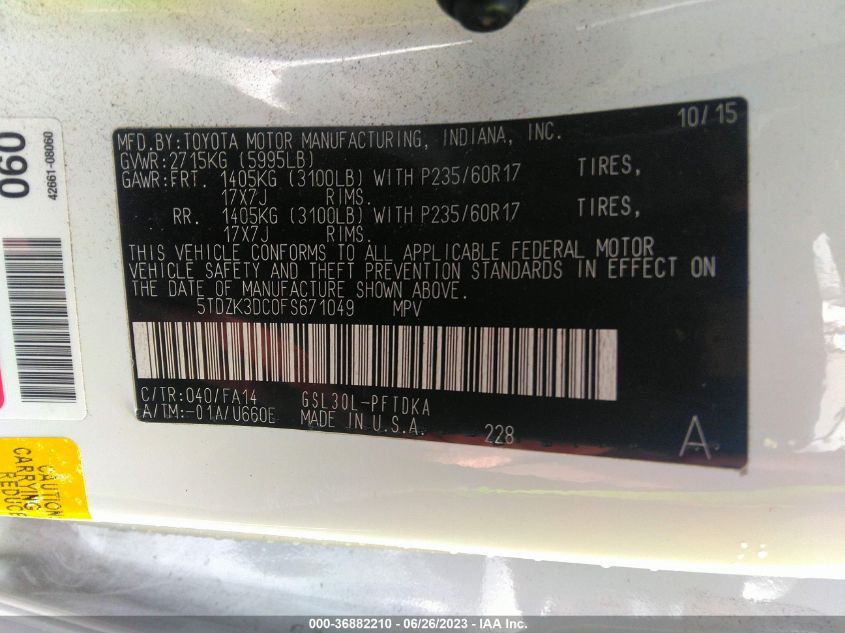 10/15
MFD.BY:TOYOTA MOTOR MANUFACTURING, INDIANA, INC.
GVWR:2715KG (5995LB)
GAWR:FRT. 1405KG (3100LB) WITH P235/60R17 TIRES,
17X7J RIMS.
RR. 1405KG (3100LB) WITH P235/60R17 TIRES,
17X7J RIMS.
THIS VEHICLE CONFORMS TO ALL APPLICABLE FEDERAL MOTOR
VEHICLE SAFETY AND THEFT PREVENTION STANDARDS IN EFFECT ON
THE DATE OF MANUFACTURE SHOWN ABOVE.
5TDZK3DC0FS671049 MPV
C/TR:040/FA14 GSL30L-PFTDKA
A/TM:-01A/U660E MADE IN U.S.A.
228 A
060
42661-08060
CAUTION
CARRYING
REDUCE
000-36882210 - 06/26/2023 - IAA Inc.